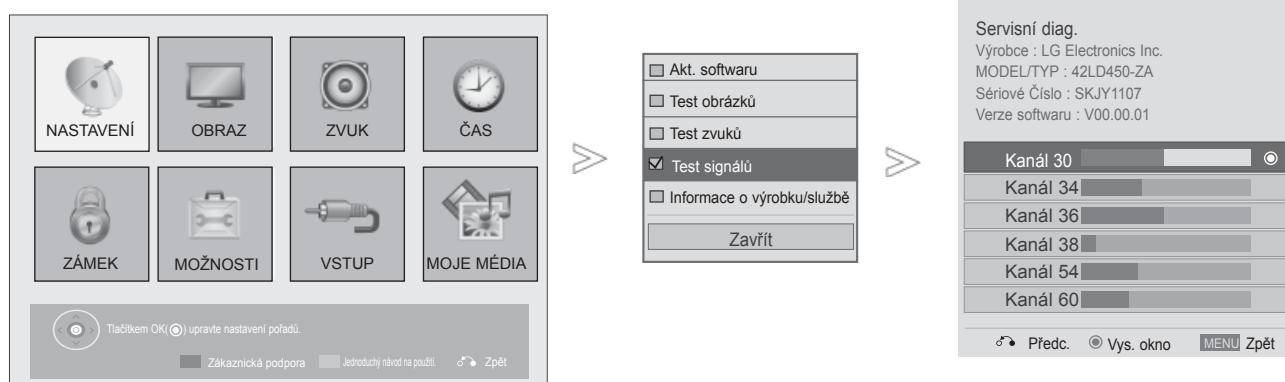 NASTAVENÍ
OBRAZ
ZVUK
ČAS
ZÁMEK
MOŽNOSTI
VSTUP
MOJE MÉDIA
Tlačítkem OK(◉) upravte nastavení pořadů.
Zákaznická podpora
Jednoduchý návod na použití.
Zpět
Akt. softwaru
Test obrázků
Test zvuků
Test signálů
Informace o výrobku/službě
Zavřít
Servisní diag.
Výrobce : LG Electronics Inc.
MODEL/TYP : 42LD450-ZA
Sériové Číslo : SKJY1107
Verze softwaru : V00.00.01
Kanál 30
Kanál 34
Kanál 36
Kanál 38
Kanál 54
Kanál 60
Předc.
Vys. okno
MENU Zpět